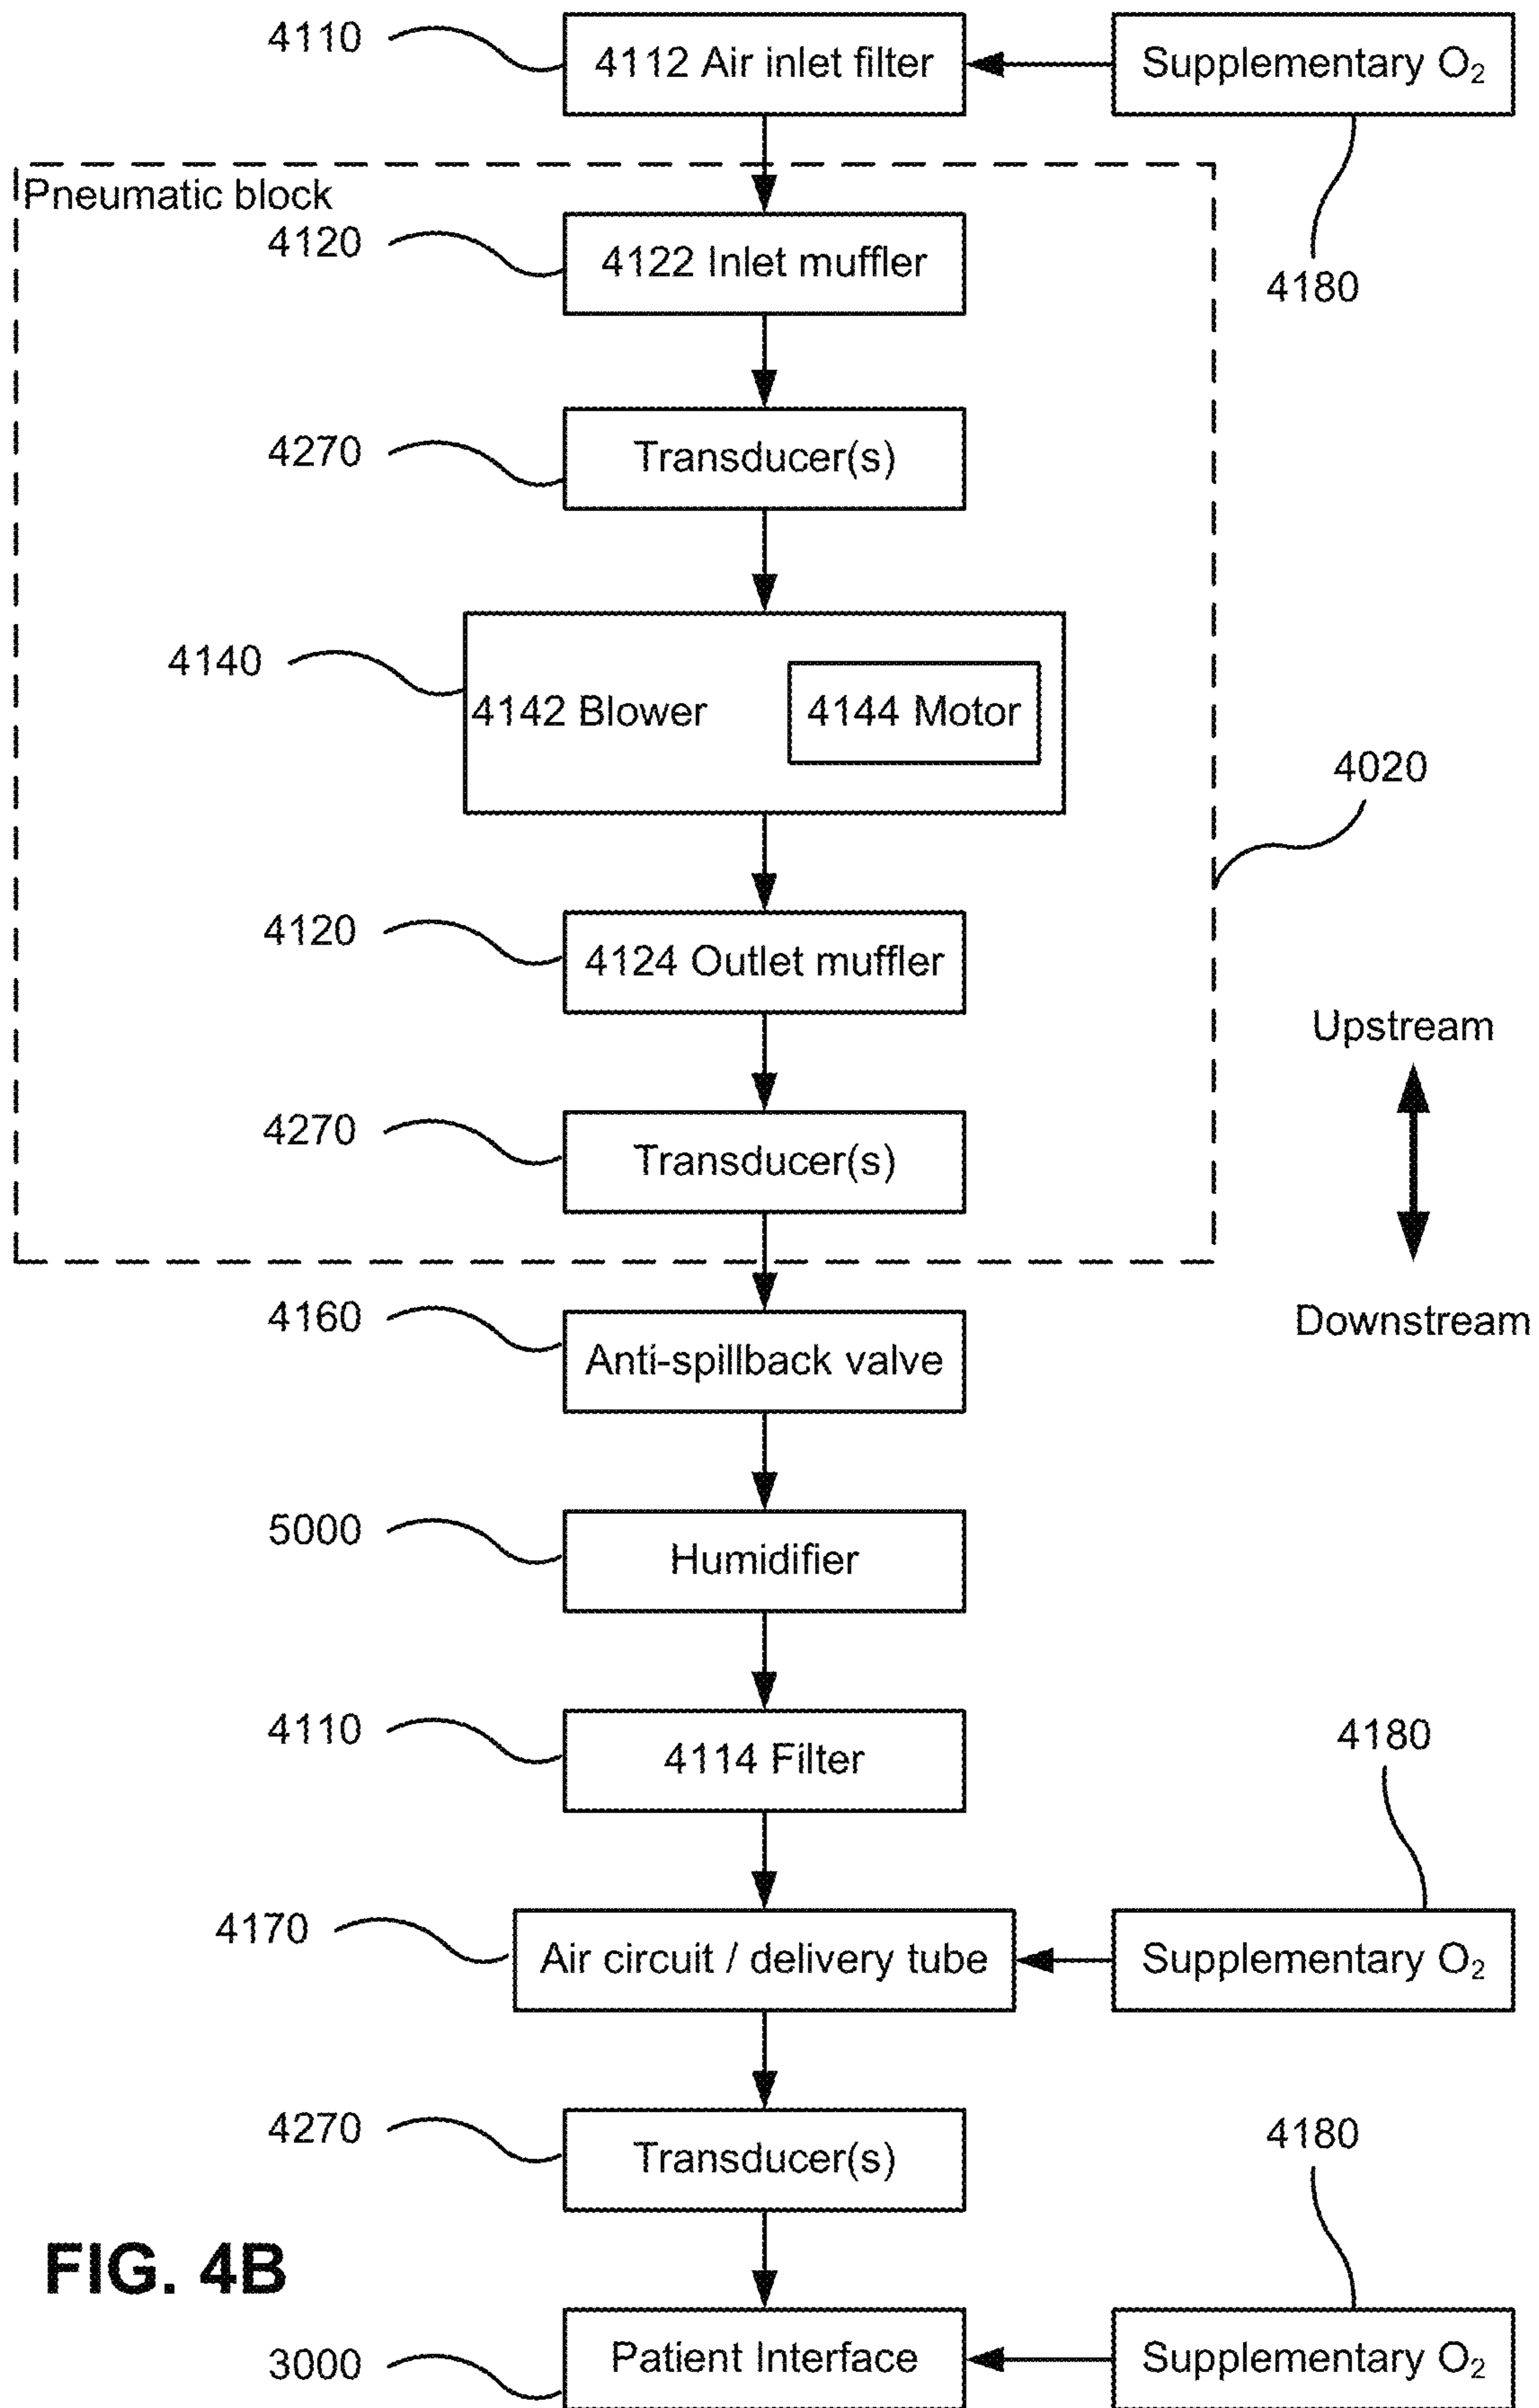 4110
4112 Air inlet filter
Supplementary O₂
Pneumatic block
4120
4122 Inlet muffler
4180
4270
Transducer(s)
4140
4142 Blower
4144 Motor
4020
4120
4124 Outlet muffler
Upstream
4270
Transducer(s)
4160
Anti-spillback valve
Downstream
5000
Humidifier
4110
4114 Filter
4180
4170
Air circuit / delivery tube
Supplementary O₂
4270
Transducer(s)
4180
FIG. 4B
3000
Patient Interface
Supplementary O₂